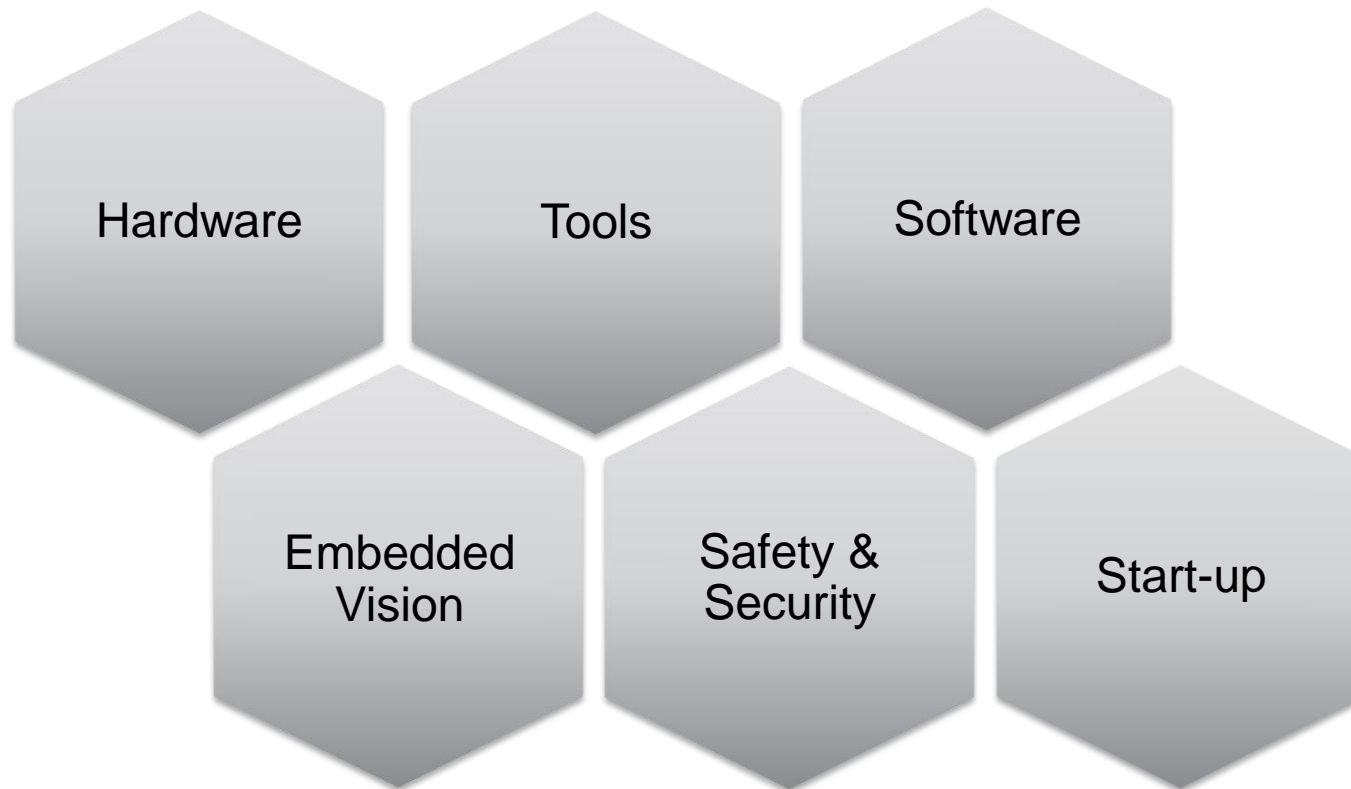 Hardware
Tools
Software
Embedded
Vision
Safety &
Security
Start-up